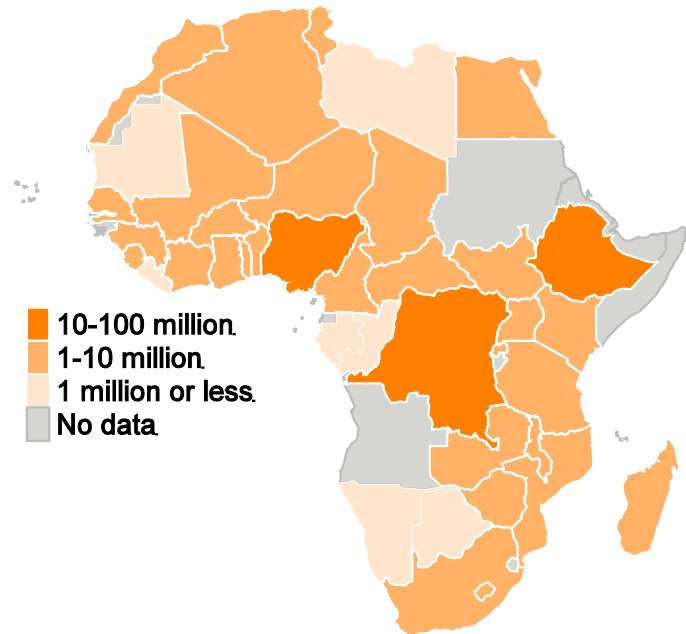 10-100 million.
1-10 million.
1 million or less.
No data.